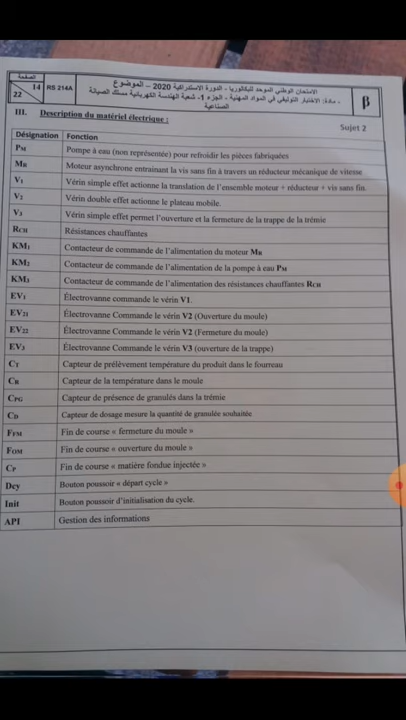 الصفحة
14
22
RS 214A
الامتحان الوطني الموحد للبكالوريا - الدورة الاستدراكية 2020 – الموضوع
- مادة: الاختبار التوليفي في المواد المهنية - الجزء 1- شعبة الهندسة الكهربائية مسلك الصيانة
الصناعية
β
III. Description du matériel électrique :
Sujet 2
Désignation Fonction
PM Pompe à eau (non représentée) pour refroidir les pièces fabriquées
MR Moteur asynchrone entrainant la vis sans fin à travers un réducteur mécanique de vitesse
V1 Vérin simple effet actionne la translation de l'ensemble moteur + réducteur + vis sans fin.
V2 Vérin double effet actionne le plateau mobile.
V3 Vérin simple effet permet l'ouverture et la fermeture de la trappe de la trémie
RCH Résistances chauffantes
KM1 Contacteur de commande de l'alimentation du moteur MR
KM2 Contacteur de commande de l'alimentation de la pompe à eau PM
KM3 Contacteur de commande de l'alimentation des résistances chauffantes RCH
EV1 Électrovanne commande le vérin V1.
EV21 Électrovanne Commande le vérin V2 (Ouverture du moule)
EV22 Électrovanne Commande le vérin V2 (Fermeture du moule)
EV3 Électrovanne Commande le vérin V3 (ouverture de la trappe)
CT Capteur de prélèvement température du produit dans le fourreau
CB Capteur de la température dans le moule
CPG Capteur de présence de granulés dans la trémie
CD Capteur de dosage mesure la quantité de granulée souhaitée
FFM Fin de course « fermeture du moule »
FOM Fin de course « ouverture du moule »
CP Fin de course « matière fondue injectée »
Dcy Bouton poussoir « départ cycle »
Init Bouton poussoir d'initialisation du cycle.
API Gestion des informations